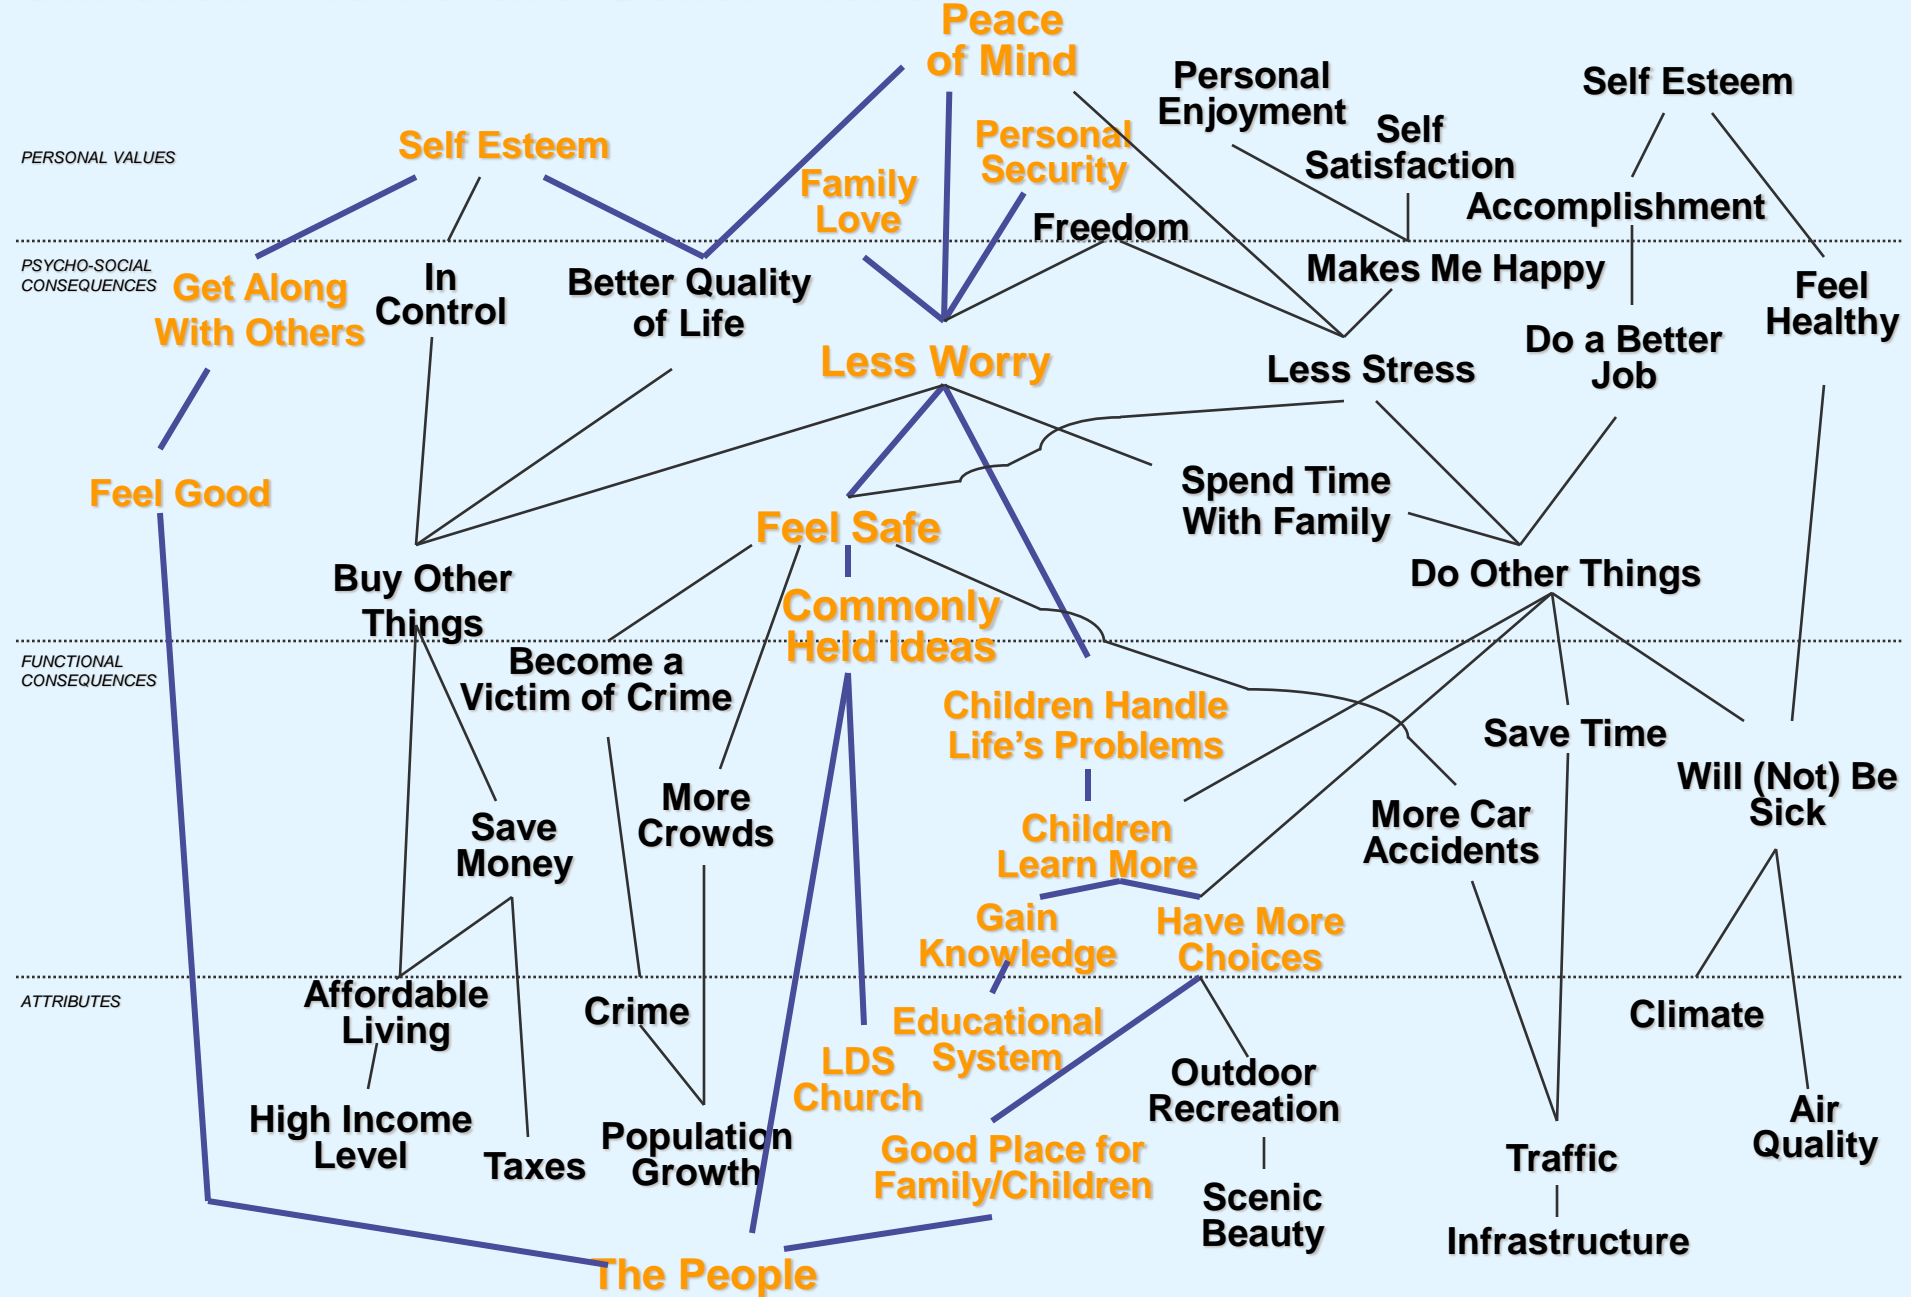 Peace
of Mind
Personal
Enjoyment
Self Esteem
Self
Satisfaction
Self Esteem
Personal
Security
PERSONAL VALUES
Family
Love
Accomplishment
Freedom
PSYCHO-SOCIAL
CONSEQUENCES
Get Along
With Others
In
Control
Better Quality
of Life
Makes Me Happy
Feel
Healthy
Less Worry
Less Stress
Do a Better
Job
Feel Good
Spend Time
With Family
Feel Safe
Buy Other
Things
Do Other Things
Commonly
Held Ideas
FUNCTIONAL
CONSEQUENCES
Become a
Victim of Crime
Children Handle
Life’s Problems
Save Time
Will (Not) Be
Sick
More
Crowds
Save
Money
Children
Learn More
More Car
Accidents
Gain
Knowledge
Have More
Choices
ATTRIBUTES
Affordable
Living
Crime
Educational
System
Climate
LDS
Church
Outdoor
Recreation
High Income
Level
Taxes
Population
Growth
Good Place for
Family/Children
Traffic
Air
Quality
Scenic
Beauty
Infrastructure
The People